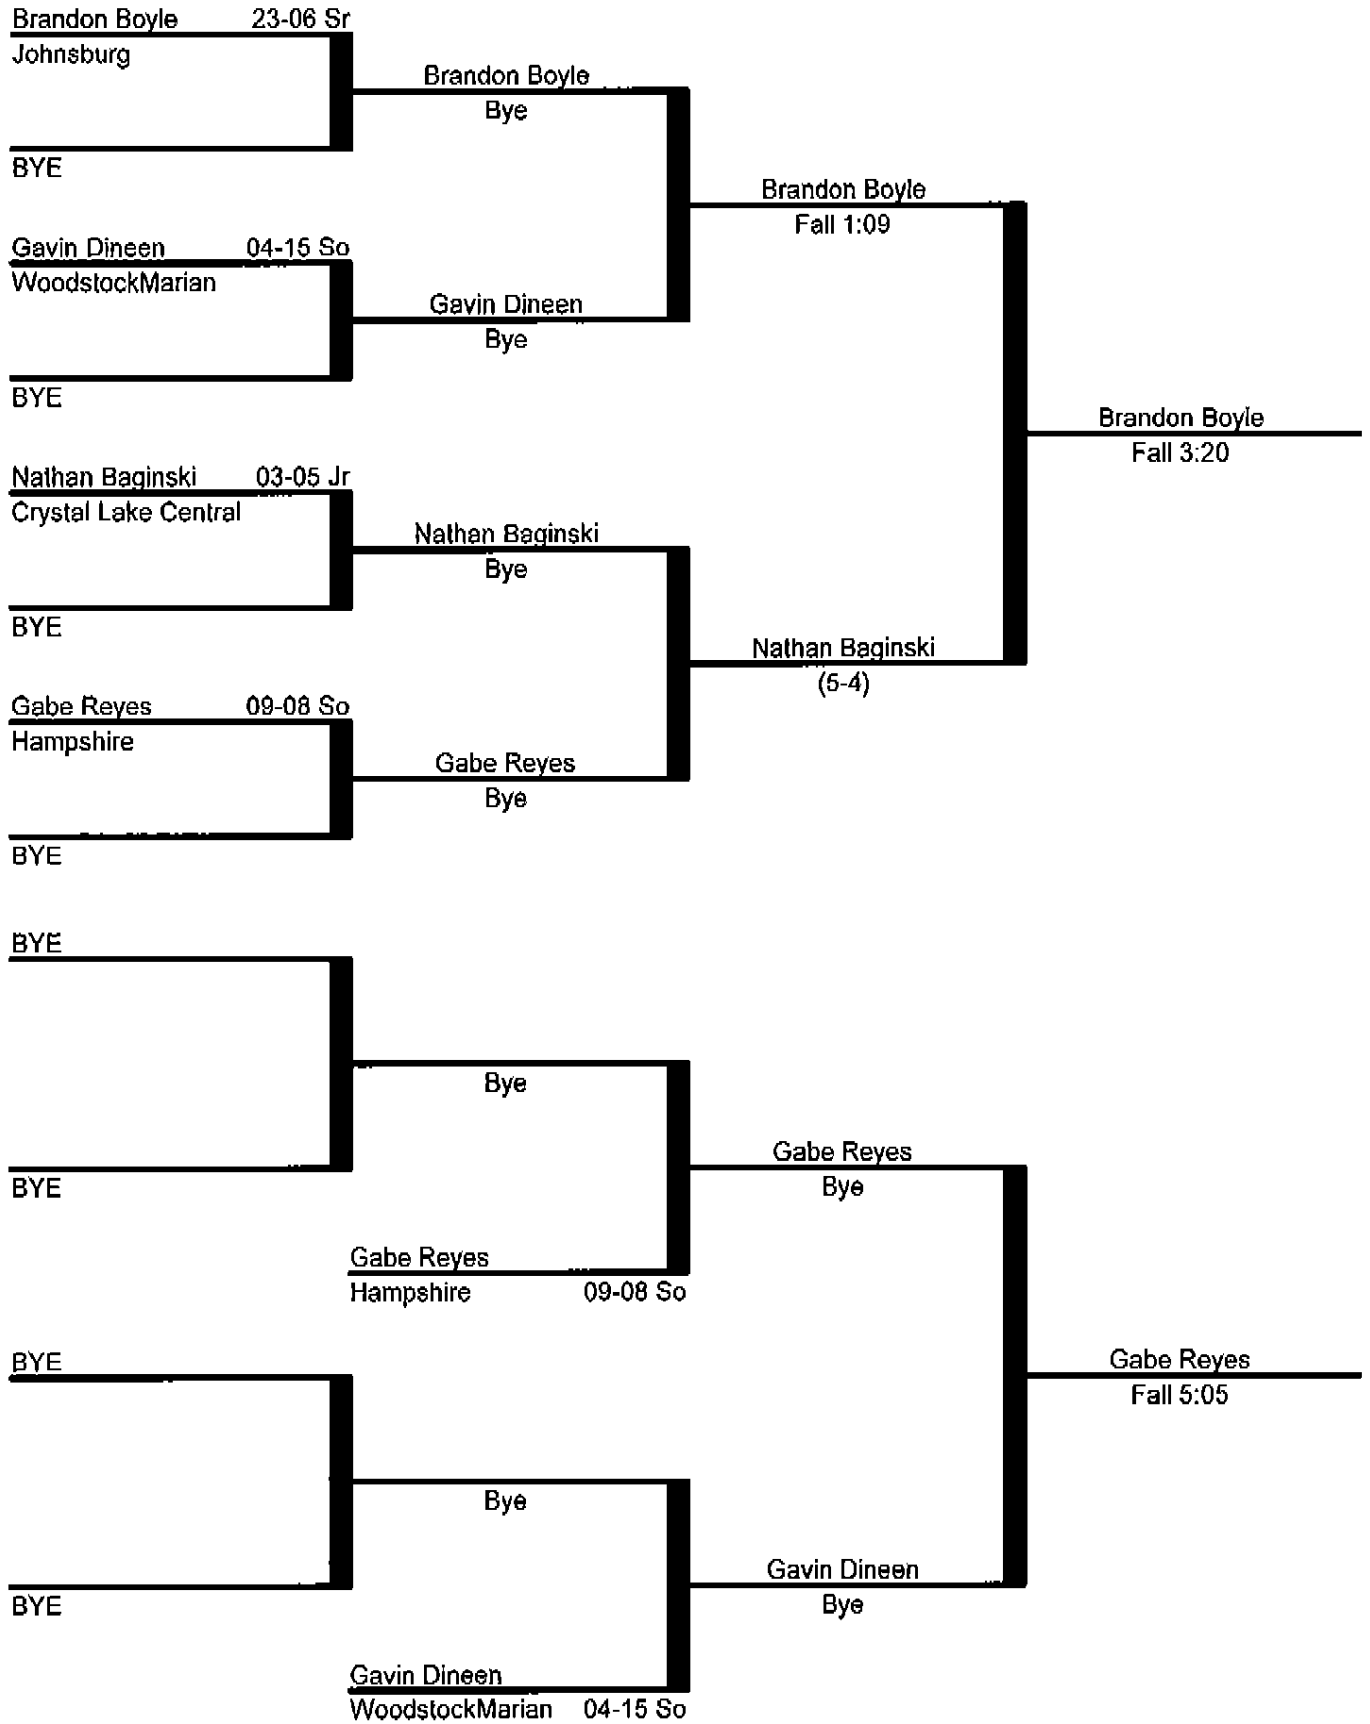 Brandon Boyle 23-06 Sr
Johnsburg
Brandon Boyle
Bye
BYE
Brandon Boyle
Fall 1:09
Gavin Dineen 04-15 So
WoodstockMarian
Gavin Dineen
Bye
BYE
Brandon Boyle
Fall 3:20
Nathan Baginski 03-05 Jr
Crystal Lake Central
Nathan Baginski
Bye
BYE
Nathan Baginski
(5-4)
Gabe Reyes 09-08 So
Hampshire
Gabe Reyes
Bye
BYE
BYE
Bye
Gabe Reyes
Bye
BYE
Gabe Reyes
Hampshire 09-08 So
BYE
Gabe Reyes
Fall 5:05
Bye
Gavin Dineen
Bye
BYE
Gavin Dineen
WoodstockMarian 04-15 So